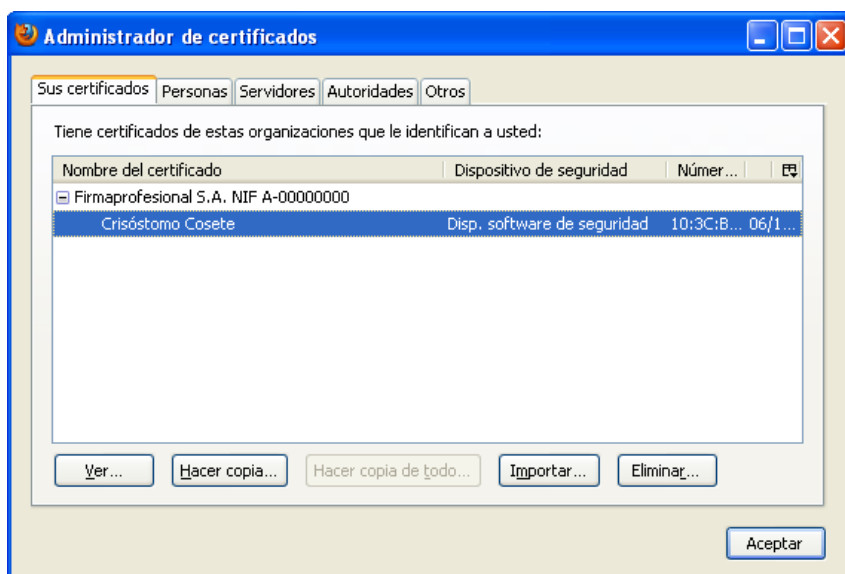 Administrador de certificados
Sus certificados Personas Servidores Autoridades Otros
Tiene certificados de estas organizaciones que le identifican a usted:
Nombre del certificado Dispositivo de seguridad Númer...
Firmaprofesional S.A. NIF A-00000000
Crisóstomo Cosete Disp. software de seguridad 10:3C:B... 06/1...
Ver... Hacer copia... Hacer copia de todo... Importar... Eliminar...
Aceptar